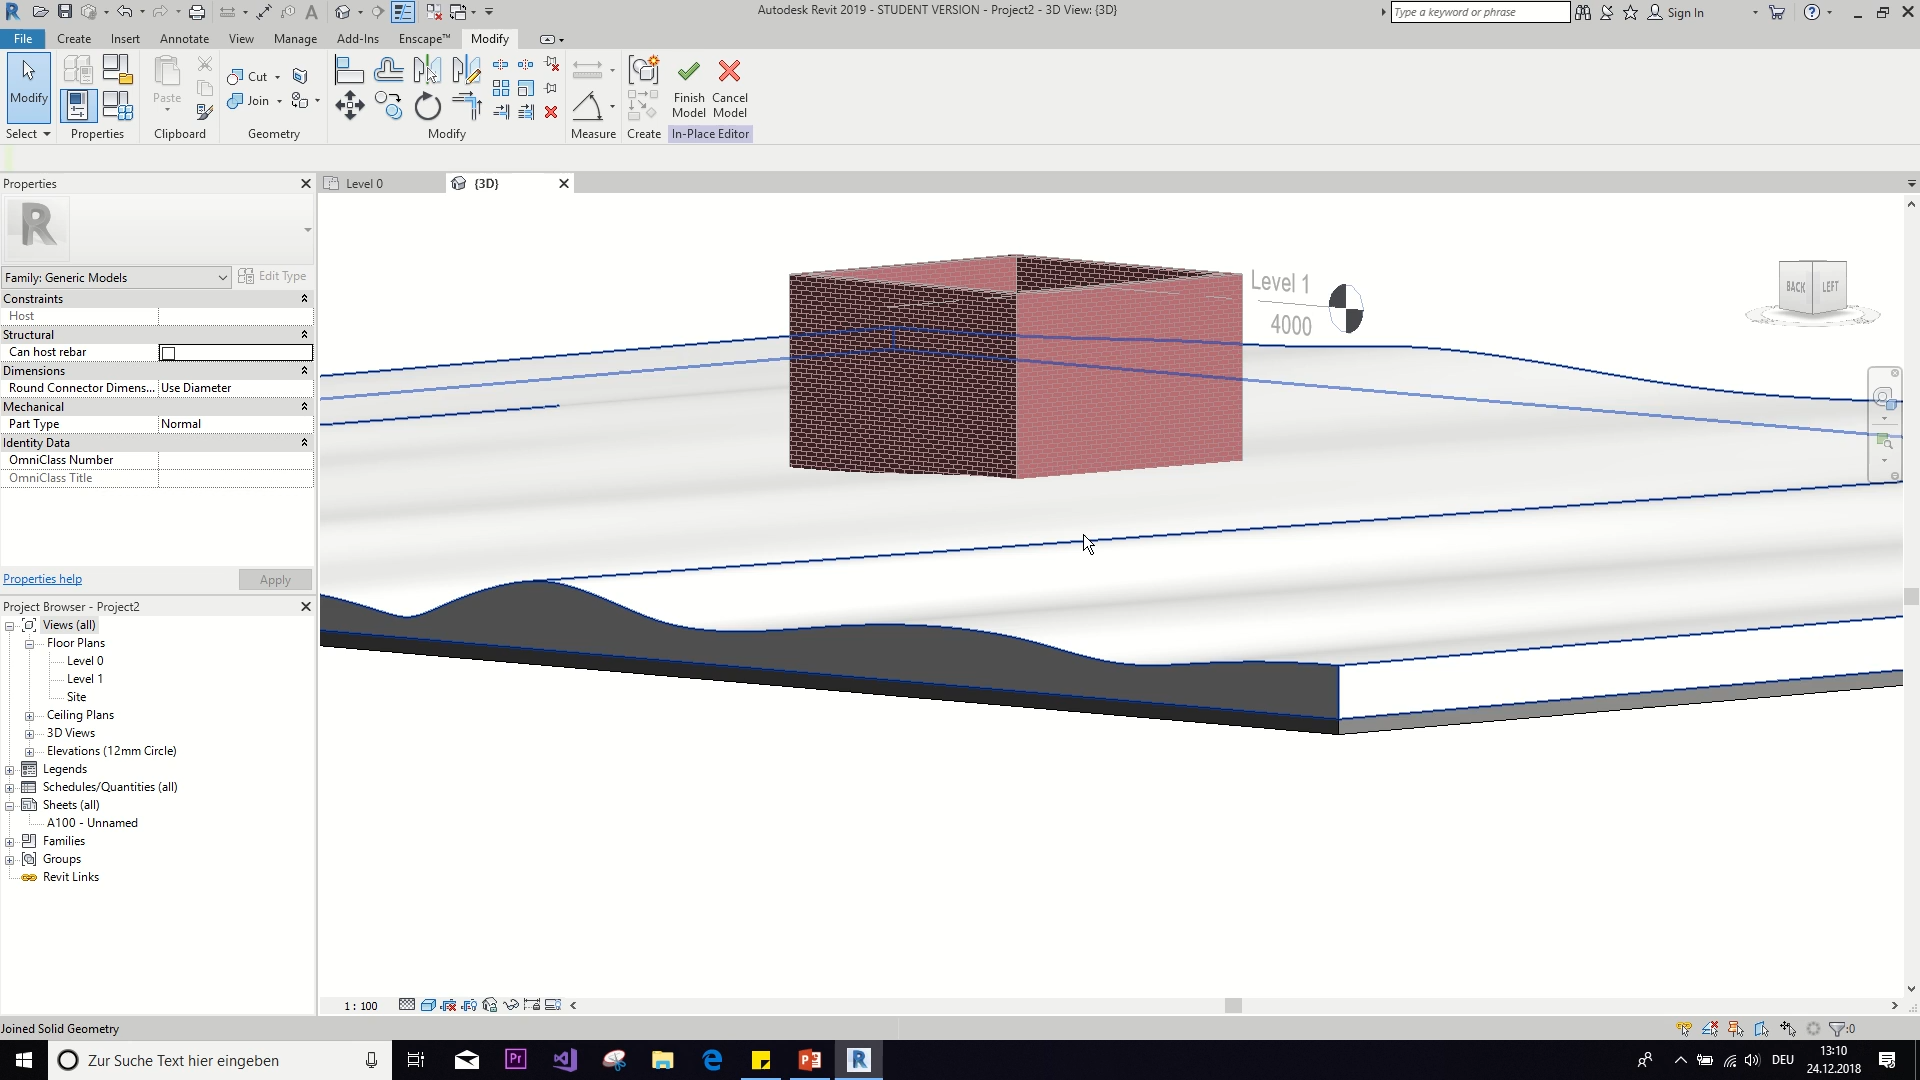 Autodesk Revit 2019 - STUDENT VERSION - Project2 - 3D View: {3D}
Type a keyword or phrase
Sign In
File
Create
Insert
Annotate
View
Manage
Add-Ins
Enscape™
Modify
Modify
Paste
Cut
Join
Finish Model
Cancel Model
Select
Properties
Clipboard
Geometry
Modify
Measure
Create
In-Place Editor
Properties
Level 0
{3D}
R
Family: Generic Models
Edit Type
Constraints
Host
Structural
Can host rebar
Dimensions
Round Connector Dimens... Use Diameter
Mechanical
Part Type Normal
Identity Data
OmniClass Number
OmniClass Title
Properties help
Apply
Project Browser - Project2
Views (all)
Floor Plans
Level 0
Level 1
Site
Ceiling Plans
3D Views
Elevations (12mm Circle)
Legends
Schedules/Quantities (all)
Sheets (all)
A100 - Unnamed
Families
Groups
Revit Links
Level 1
4000
BACK
LEFT
1 : 100
Joined Solid Geometry
:0
Zur Suche Text hier eingeben
Pr
DEU
13:10
24.12.2018